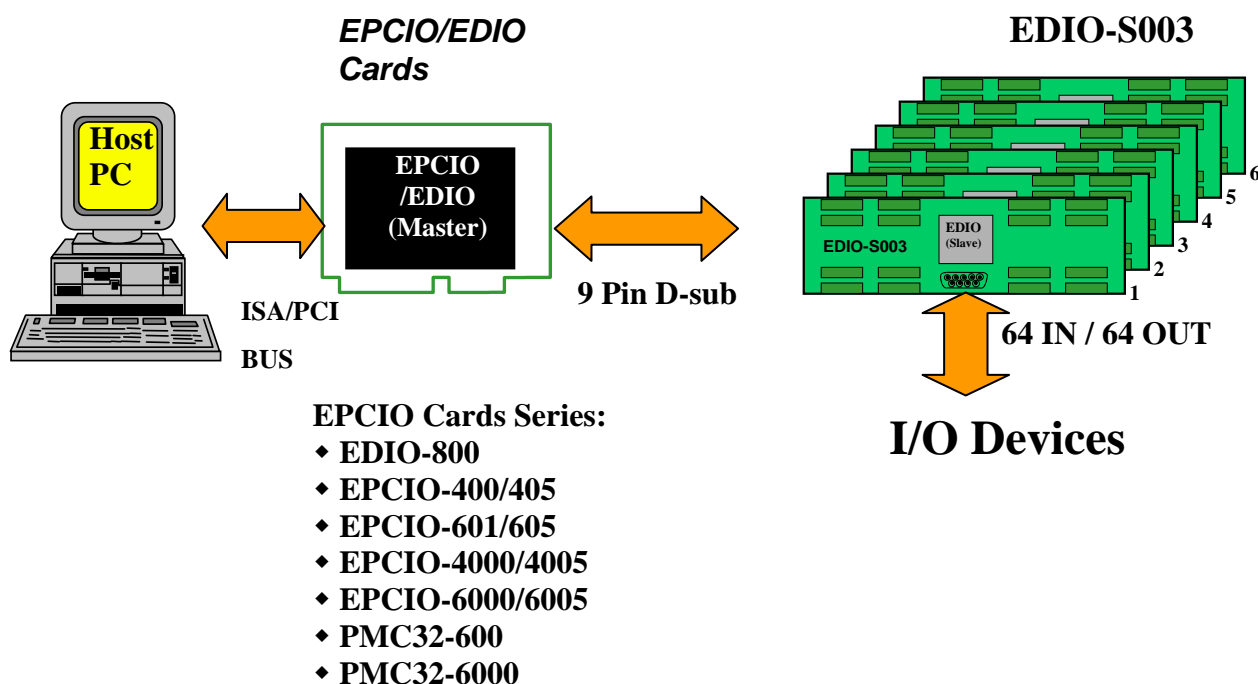 EPCIO/EDIO
Cards
EDIO-S003
Host
PC
EPCIO
/EDIO
(Master)
ISA/PCI
BUS
9 Pin D-sub
6
5
4
3
2
1
EDIO-S003
EDIO
(Slave)
64 IN / 64 OUT
I/O Devices
EPCIO Cards Series:
◆ EDIO-800
◆ EPCIO-400/405
◆ EPCIO-601/605
◆ EPCIO-4000/4005
◆ EPCIO-6000/6005
◆ PMC32-600
◆ PMC32-6000